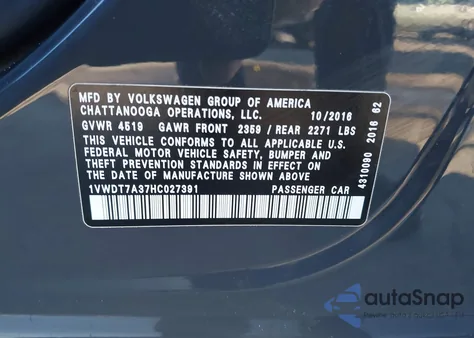 MFD BY VOLKSWAGEN GROUP OF AMERICA
CHATTANOOGA OPERATIONS, LLC. 10/2016
GVWR 4519 GAWR FRONT 2359 / REAR 2271 LBS
THIS VEHICLE CONFORMS TO ALL APPLICABLE U.S.
FEDERAL MOTOR VEHICLE SAFETY, BUMPER AND
THEFT PREVENTION STANDARDS IN EFFECT ON
THE DATE OF MANUFACTURE SHOWN ABOVE
1VWDT7A37HC027391 PASSENGER CAR
4310090 2016 62
autoSnap